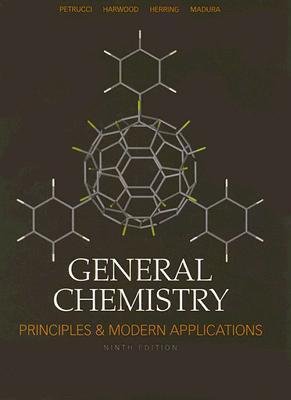 PETRUCCI HARWOOD HERRING MADURA
GENERAL
CHEMISTRY
PRINCIPLES & MODERN APPLICATIONS
NINTH EDITION